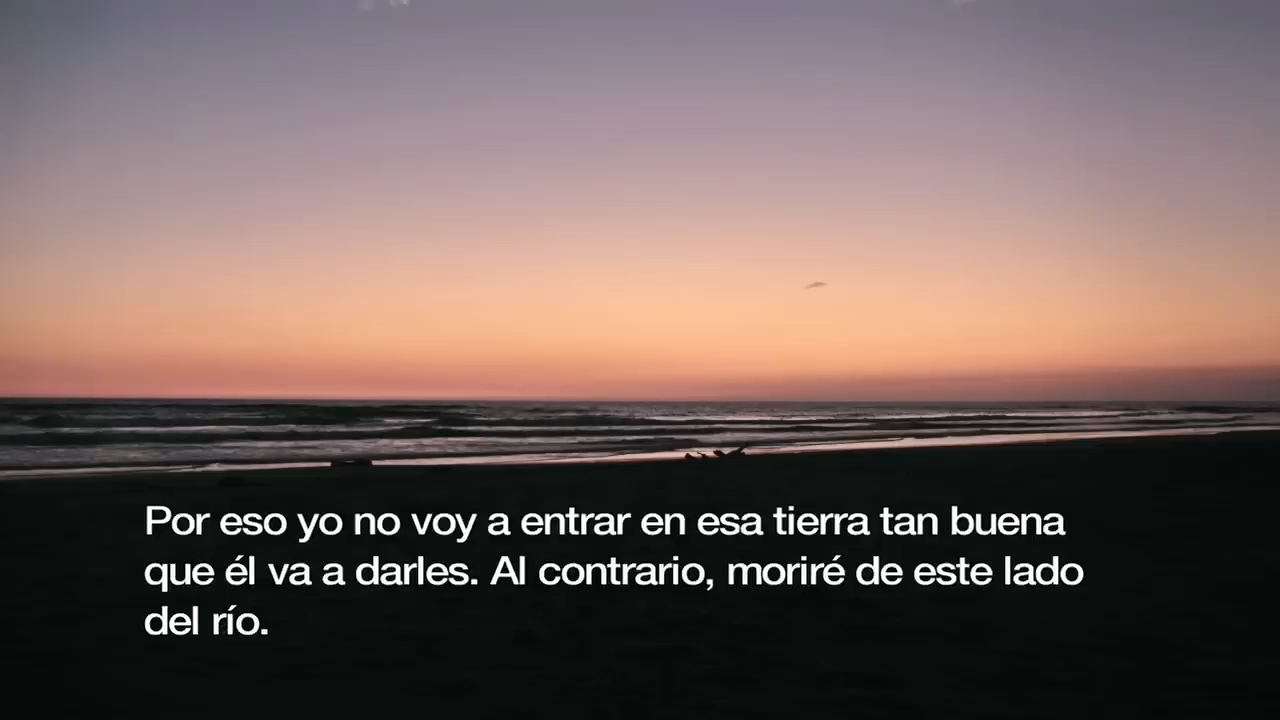 Por eso yo no voy a entrar en esa tierra tan buena
que él va a darles. Al contrario, moriré de este lado
del río.